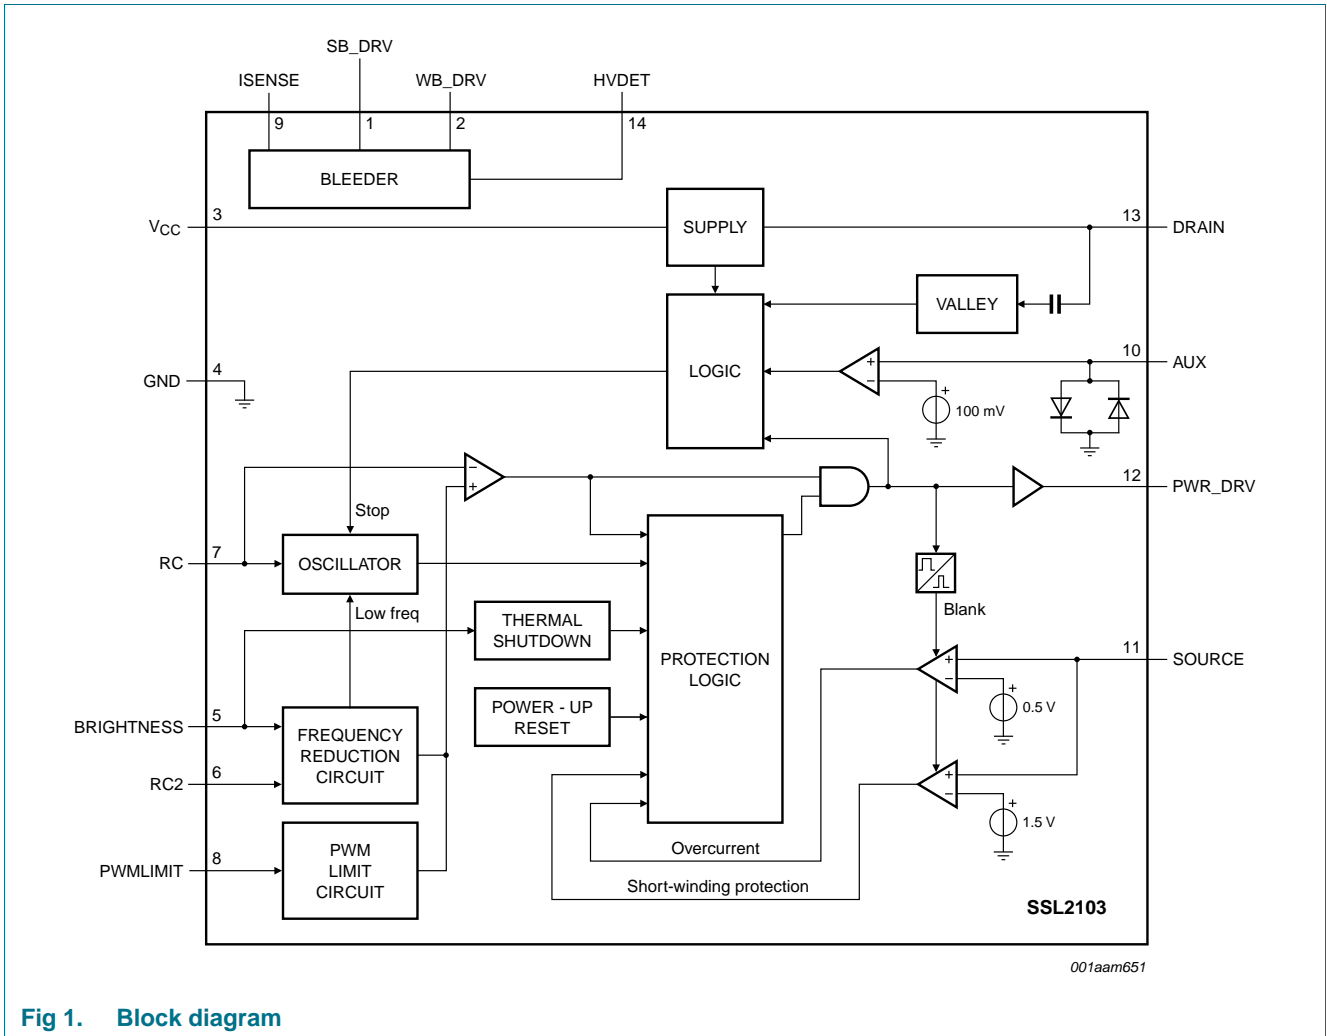 SB_DRV
ISENSE WB_DRV HVDET
9 1 2 14
BLEEDER
VCC 3 SUPPLY 13 DRAIN
VALLEY
GND 4 LOGIC + − 10 AUX
+ 100 mV
− +
12 PWR_DRV
Stop
RC 7 OSCILLATOR
Low freq
Blank
THERMAL
SHUTDOWN
PROTECTION
LOGIC
+ − 11 SOURCE
+ 0.5 V
POWER - UP
RESET
BRIGHTNESS 5
RC2 6
FREQUENCY
REDUCTION
CIRCUIT
+ −
+ 1.5 V
PWMLIMIT 8
PWM
LIMIT
CIRCUIT
Overcurrent
Short-winding protection
SSL2103
001aam651
Fig 1. Block diagram